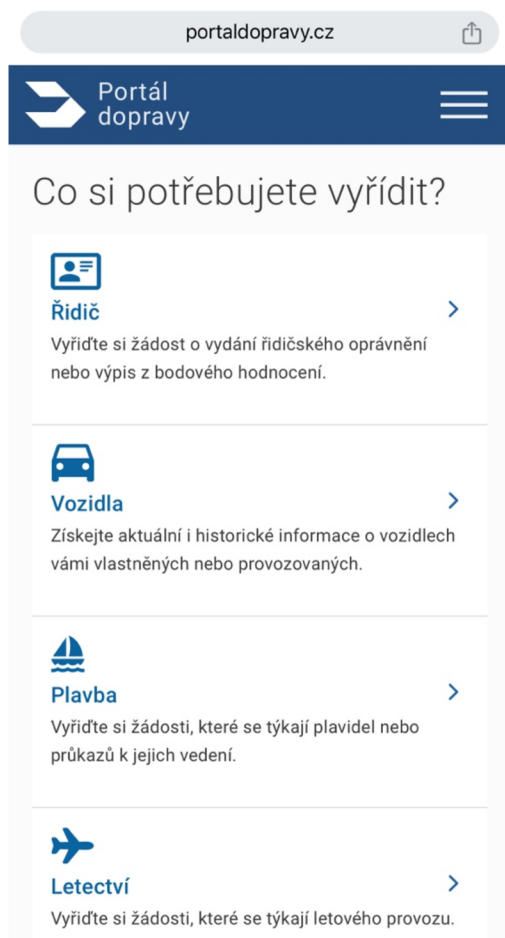 portaldopravy.cz
Portál
dopravy
Co si potřebujete vyřídit?
Řidič
Vyřiďte si žádost o vydání řidičského oprávnění
nebo výpis z bodového hodnocení.
Vozidla
Získejte aktuální i historické informace o vozidlech
vámi vlastněných nebo provozovaných.
Plavba
Vyřiďte si žádosti, které se týkají plavidel nebo
průkazů k jejich vedení.
Letectví
Vyřiďte si žádosti, které se týkají letového provozu.